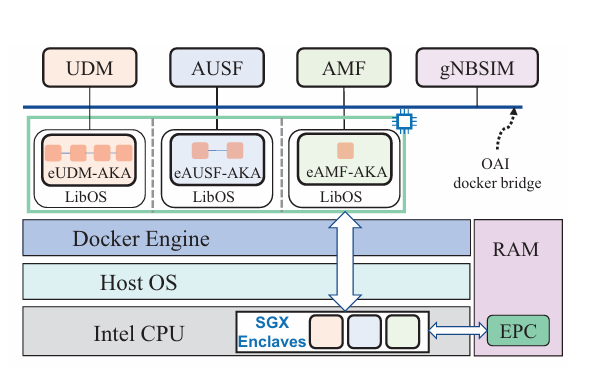 UDM
AUSF
AMF
gNBSIM
eUDM-AKA
eAUSF-AKA
eAMF-AKA
LibOS
LibOS
LibOS
OAI
docker bridge
Docker Engine
RAM
Host OS
Intel CPU
SGX
Enclaves
EPC